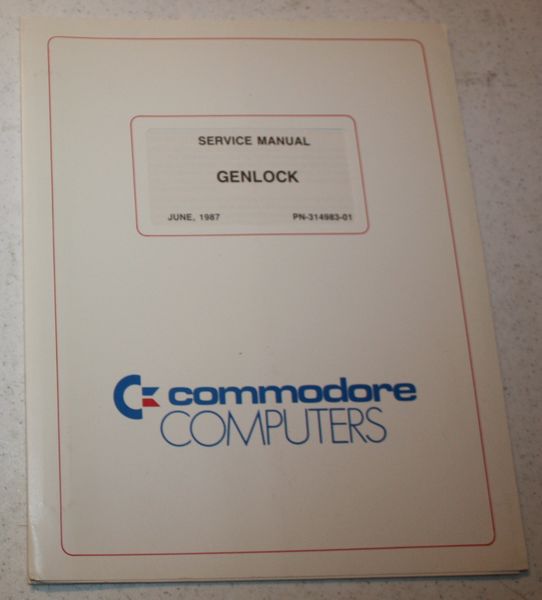 SERVICE MANUAL
GENLOCK
JUNE, 1987 PN-314983-01
commodore
COMPUTERS